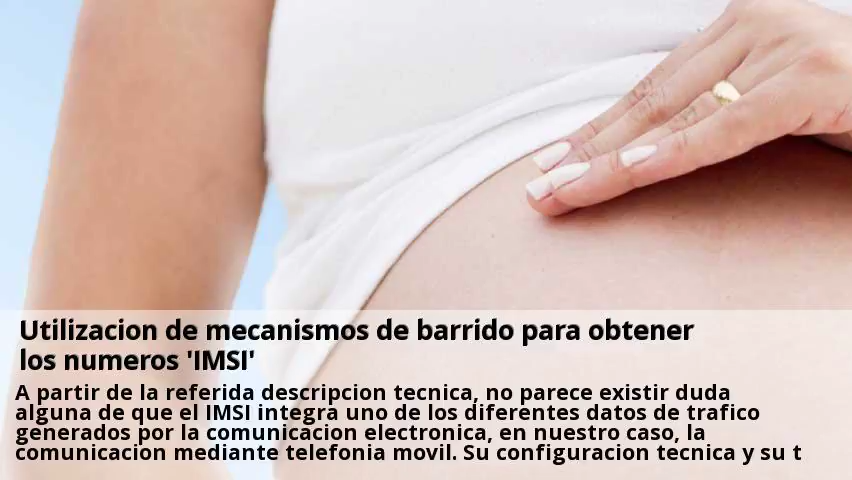 Utilizacion de mecanismos de barrido para obtener
los numeros 'IMSI'
A partir de la referida descripcion tecnica, no parece existir duda
alguna de que el IMSI integra uno de los diferentes datos de trafico
generados por la comunicacion electronica, en nuestro caso, la
comunicacion mediante telefonia movil. Su configuracion tecnica y su t